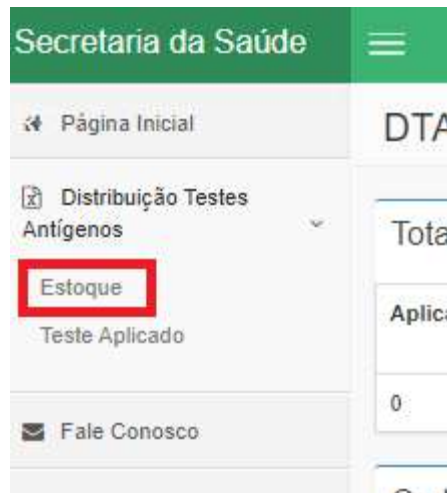 Secretaria da Saúde
Página Inicial
DTA
Distribuição Testes
Antígenos
Tota
Estoque
Aplica
Teste Aplicado
0
Fale Conosco